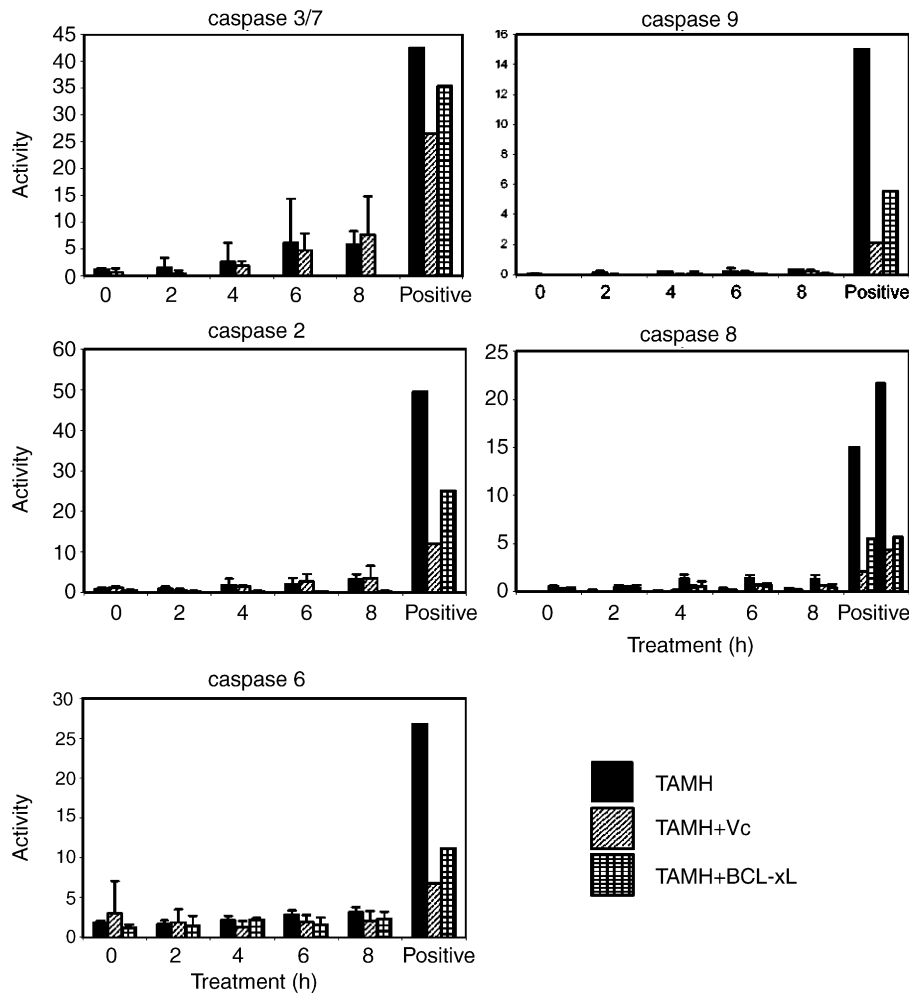 caspase 3/7
45
40
35
30
25
20
15
10
5
0
Activity
0 2 4 6 8 Positive
caspase 9
16
14
12
10
8
6
4
2
0
0 2 4 6 8 Positive
caspase 2
60
50
40
30
20
10
0
Activity
0 2 4 6 8 Positive
caspase 8
25
20
15
10
5
0
0 2 4 6 8 Positive
Treatment (h)
caspase 6
30
25
20
15
10
5
0
Activity
0 2 4 6 8 Positive
Treatment (h)
TAMH
TAMH+Vc
TAMH+BCL-xL